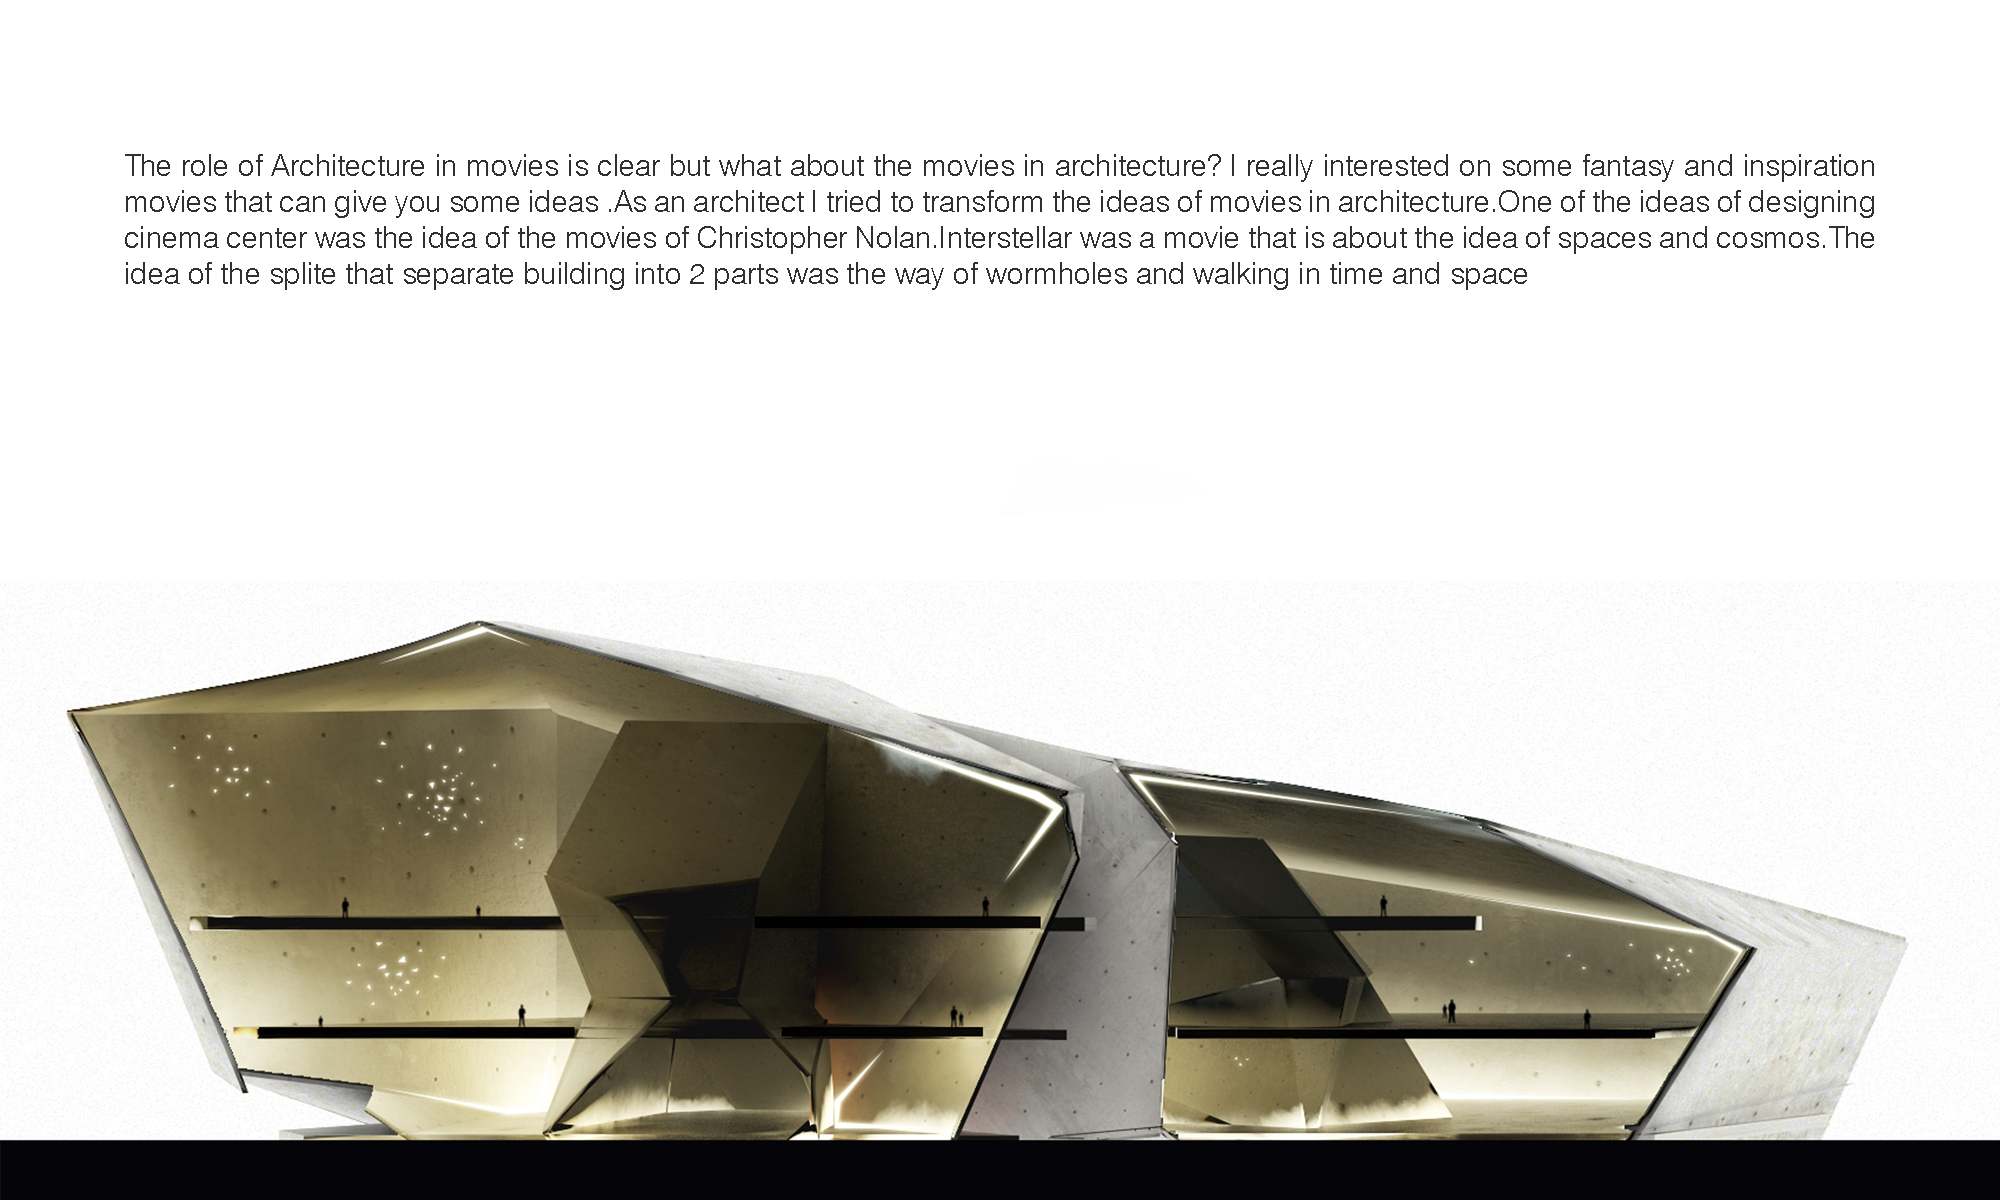 The role of Architecture in movies is clear but what about the movies in architecture? I really interested on some fantasy and inspiration
movies that can give you some ideas .As an architect I tried to transform the ideas of movies in architecture.One of the ideas of designing
cinema center was the idea of the movies of Christopher Nolan.Interstellar was a movie that is about the idea of spaces and cosmos.The
idea of the splite that separate building into 2 parts was the way of wormholes and walking in time and space